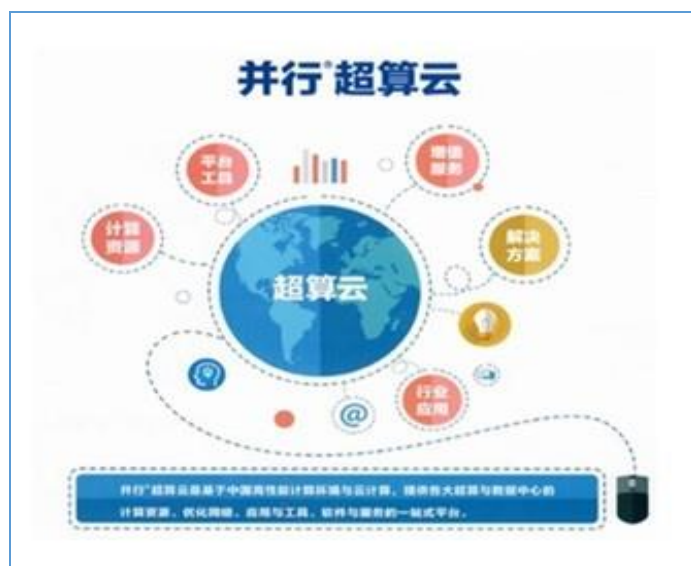 并行®超算云
平台
工具
增值
服务
计算
资源
解决
方案
超算云
行业
应用
@
并行®超算云是基于中国高性能计算环境与云计算，提供各大超算与数据中心的
计算资源、优化网络、应用与工具、软件与服务的一站式平台。